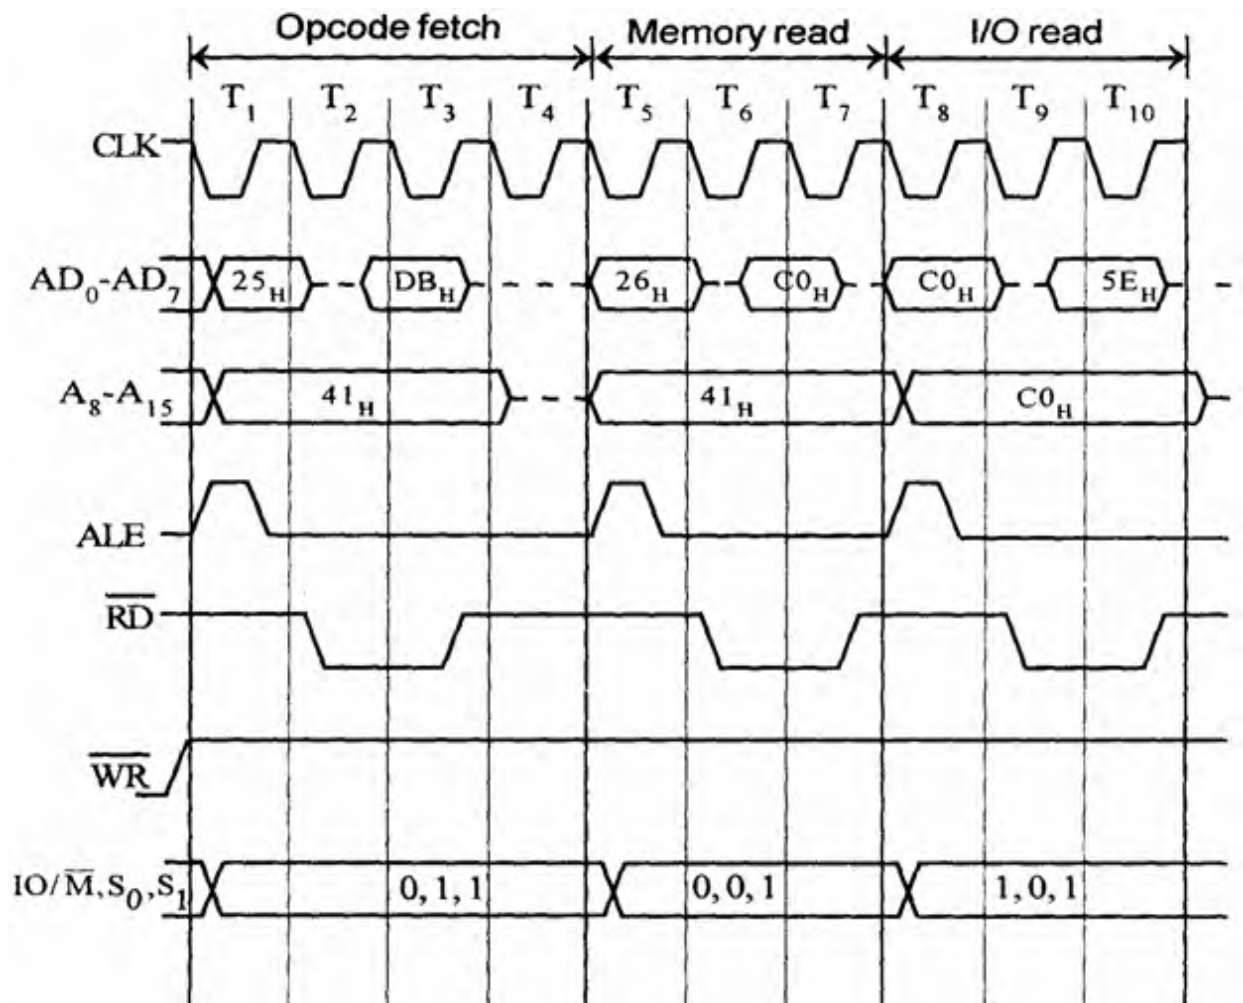 Opcode fetch Memory read I/O read
T1 T2 T3 T4 T5 T6 T7 T8 T9 T10
CLK
AD0-AD7 25H DBH 26H C0H C0H 5EH
A8-A15 41H 41H C0H
ALE
RD
WR
IO/M,S0,S1 0,1,1 0,0,1 1,0,1